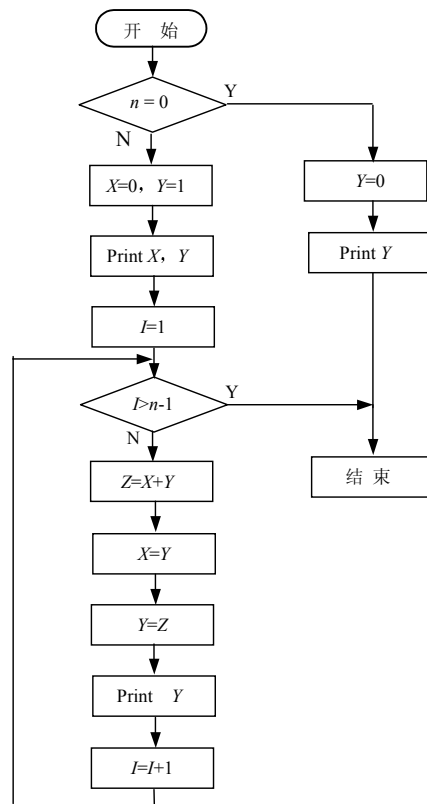 开 始
n = 0
Y
N
X=0，Y=1
Y=0
Print X，Y
Print Y
I=1
I>n-1
Y
N
结 束
Z=X+Y
X=Y
Y=Z
Print Y
I=I+1